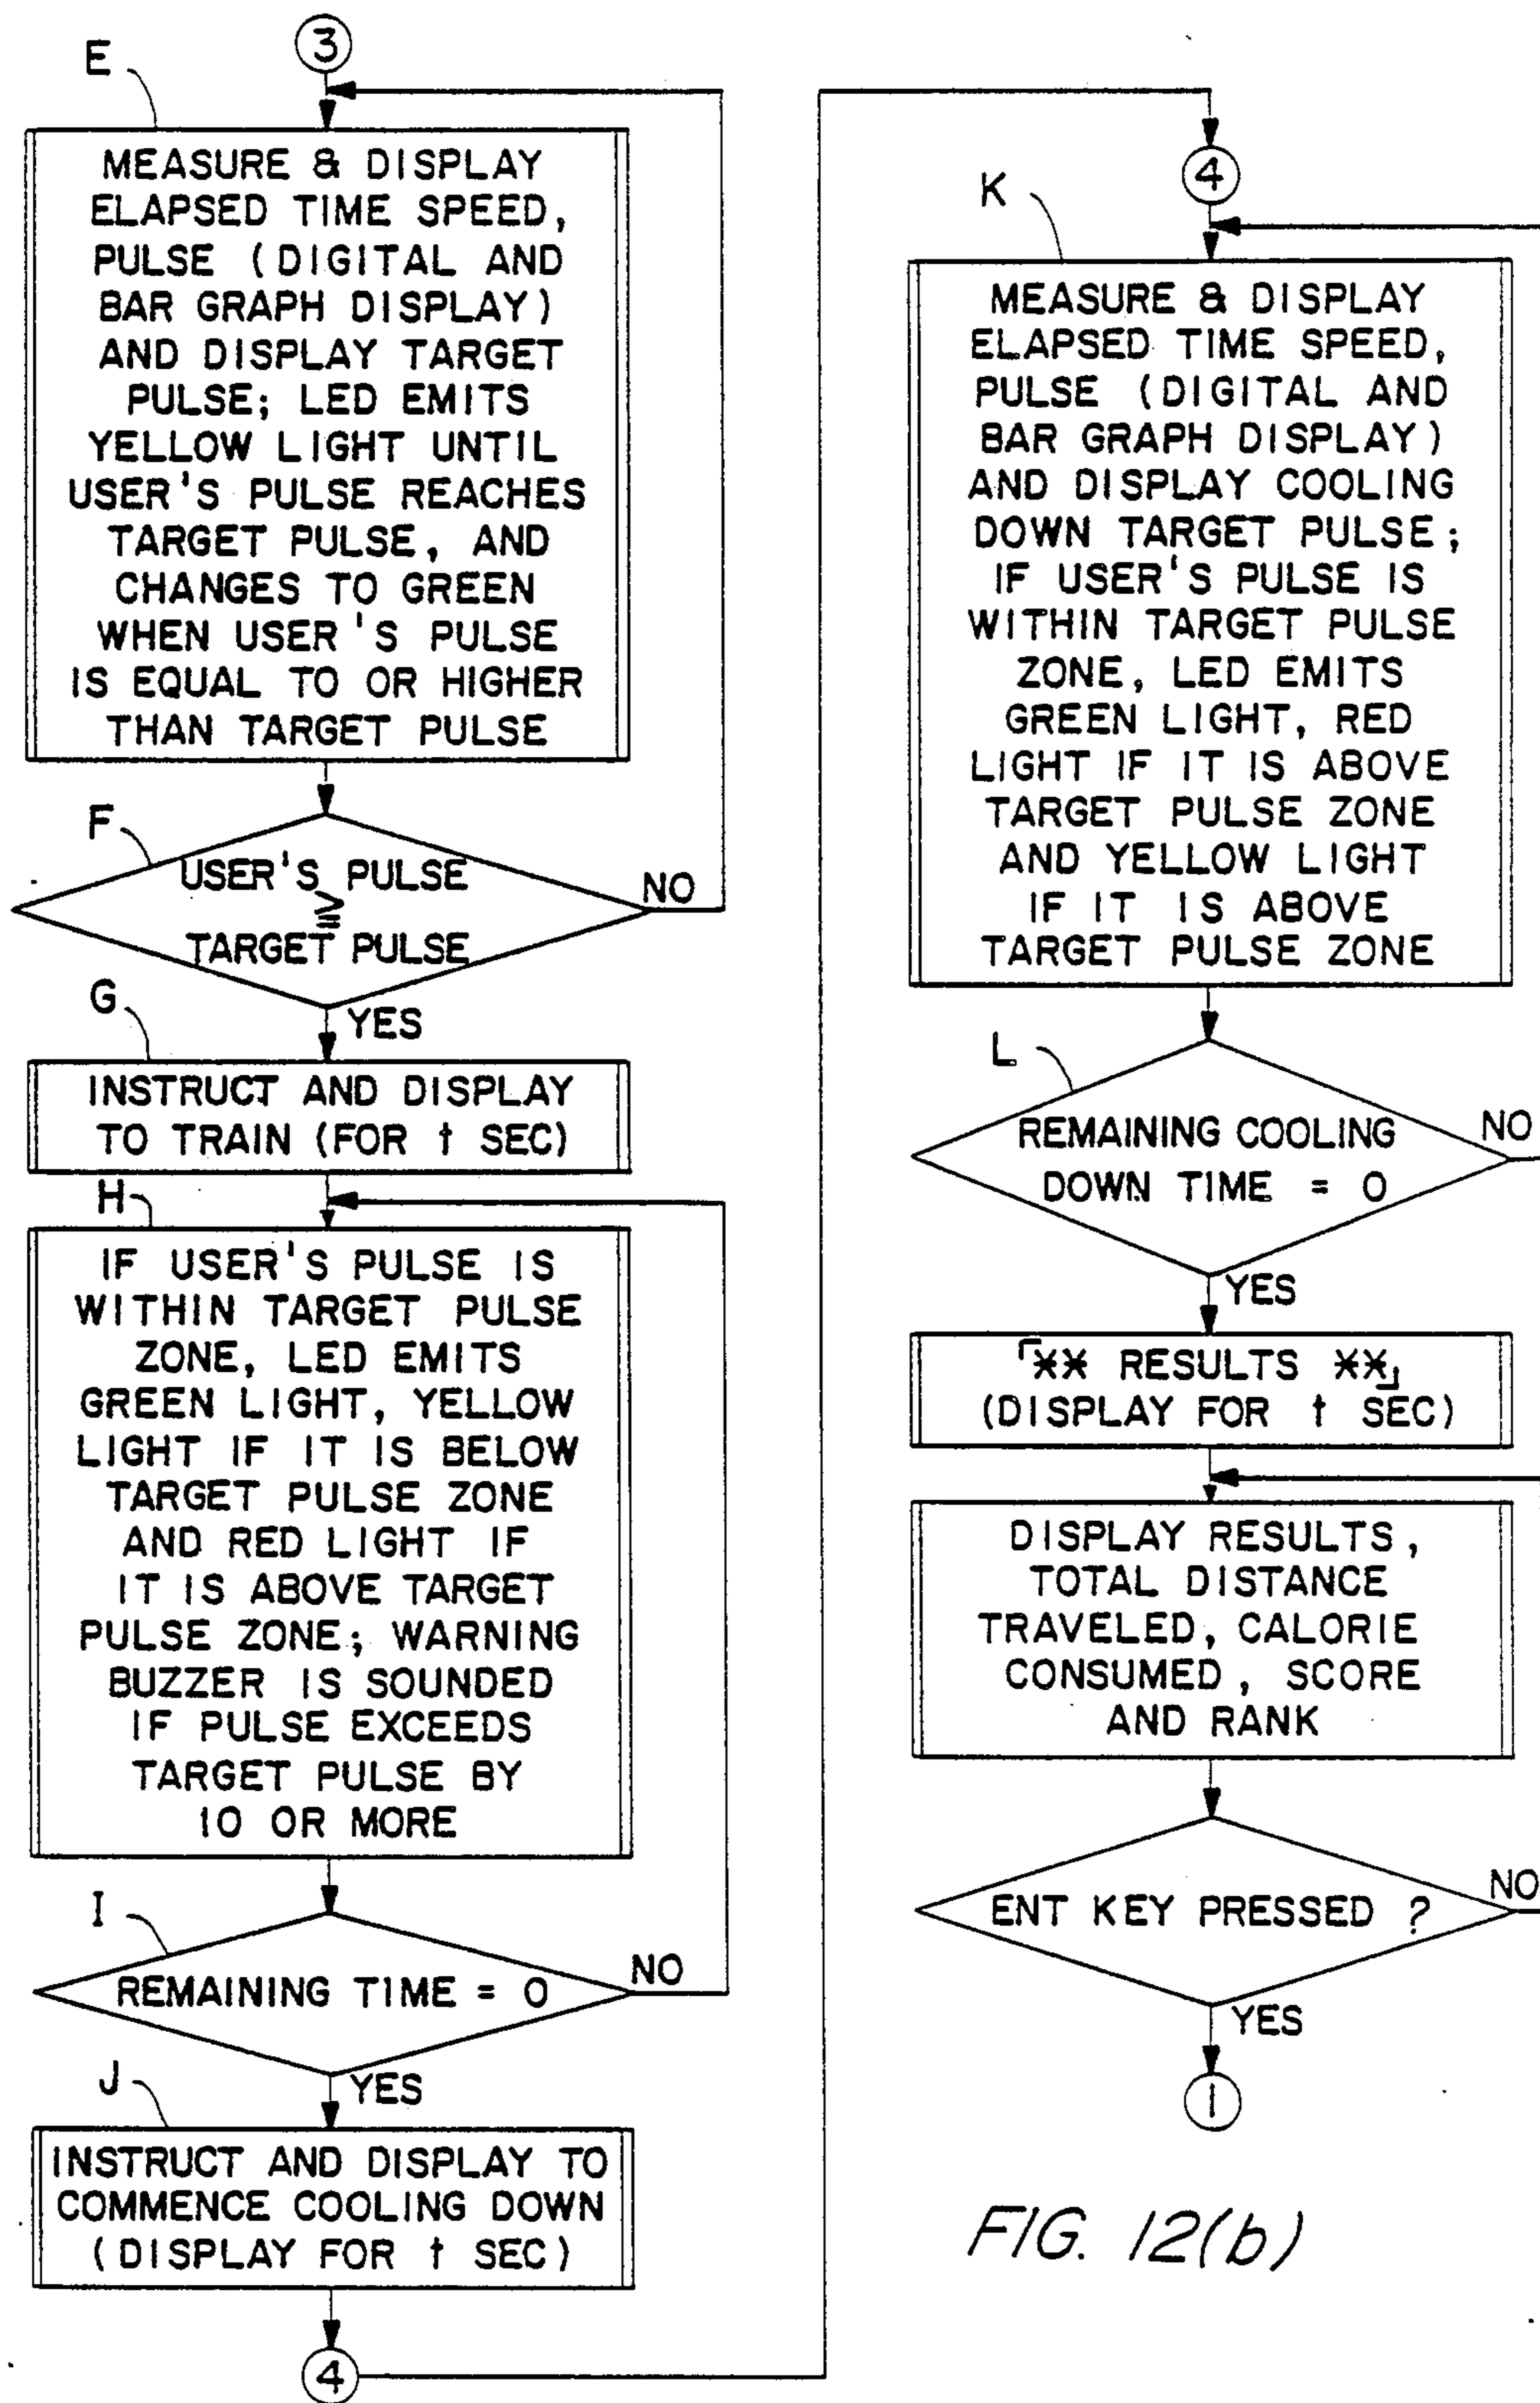 3
E
MEASURE & DISPLAY
ELAPSED TIME SPEED,
PULSE (DIGITAL AND
BAR GRAPH DISPLAY)
AND DISPLAY TARGET
PULSE; LED EMITS
YELLOW LIGHT UNTIL
USER'S PULSE REACHES
TARGET PULSE, AND
CHANGES TO GREEN
WHEN USER'S PULSE
IS EQUAL TO OR HIGHER
THAN TARGET PULSE
F
USER'S PULSE
≧
TARGET PULSE
NO
YES
G
INSTRUCT AND DISPLAY
TO TRAIN (FOR t SEC)
H
IF USER'S PULSE IS
WITHIN TARGET PULSE
ZONE, LED EMITS
GREEN LIGHT, YELLOW
LIGHT IF IT IS BELOW
TARGET PULSE ZONE
AND RED LIGHT IF
IT IS ABOVE TARGET
PULSE ZONE; WARNING
BUZZER IS SOUNDED
IF PULSE EXCEEDS
TARGET PULSE BY
10 OR MORE
I
REMAINING TIME = 0
NO
YES
J
INSTRUCT AND DISPLAY TO
COMMENCE COOLING DOWN
(DISPLAY FOR t SEC)
4
4
K
MEASURE & DISPLAY
ELAPSED TIME SPEED,
PULSE (DIGITAL AND
BAR GRAPH DISPLAY)
AND DISPLAY COOLING
DOWN TARGET PULSE;
IF USER'S PULSE IS
WITHIN TARGET PULSE
ZONE, LED EMITS
GREEN LIGHT, RED
LIGHT IF IT IS ABOVE
TARGET PULSE ZONE
AND YELLOW LIGHT
IF IT IS ABOVE
TARGET PULSE ZONE
L
REMAINING COOLING
DOWN TIME = 0
NO
YES
「** RESULTS **」
(DISPLAY FOR t SEC)
DISPLAY RESULTS,
TOTAL DISTANCE
TRAVELED, CALORIE
CONSUMED, SCORE
AND RANK
ENT KEY PRESSED ?
NO
YES
1
FIG. 12(b)